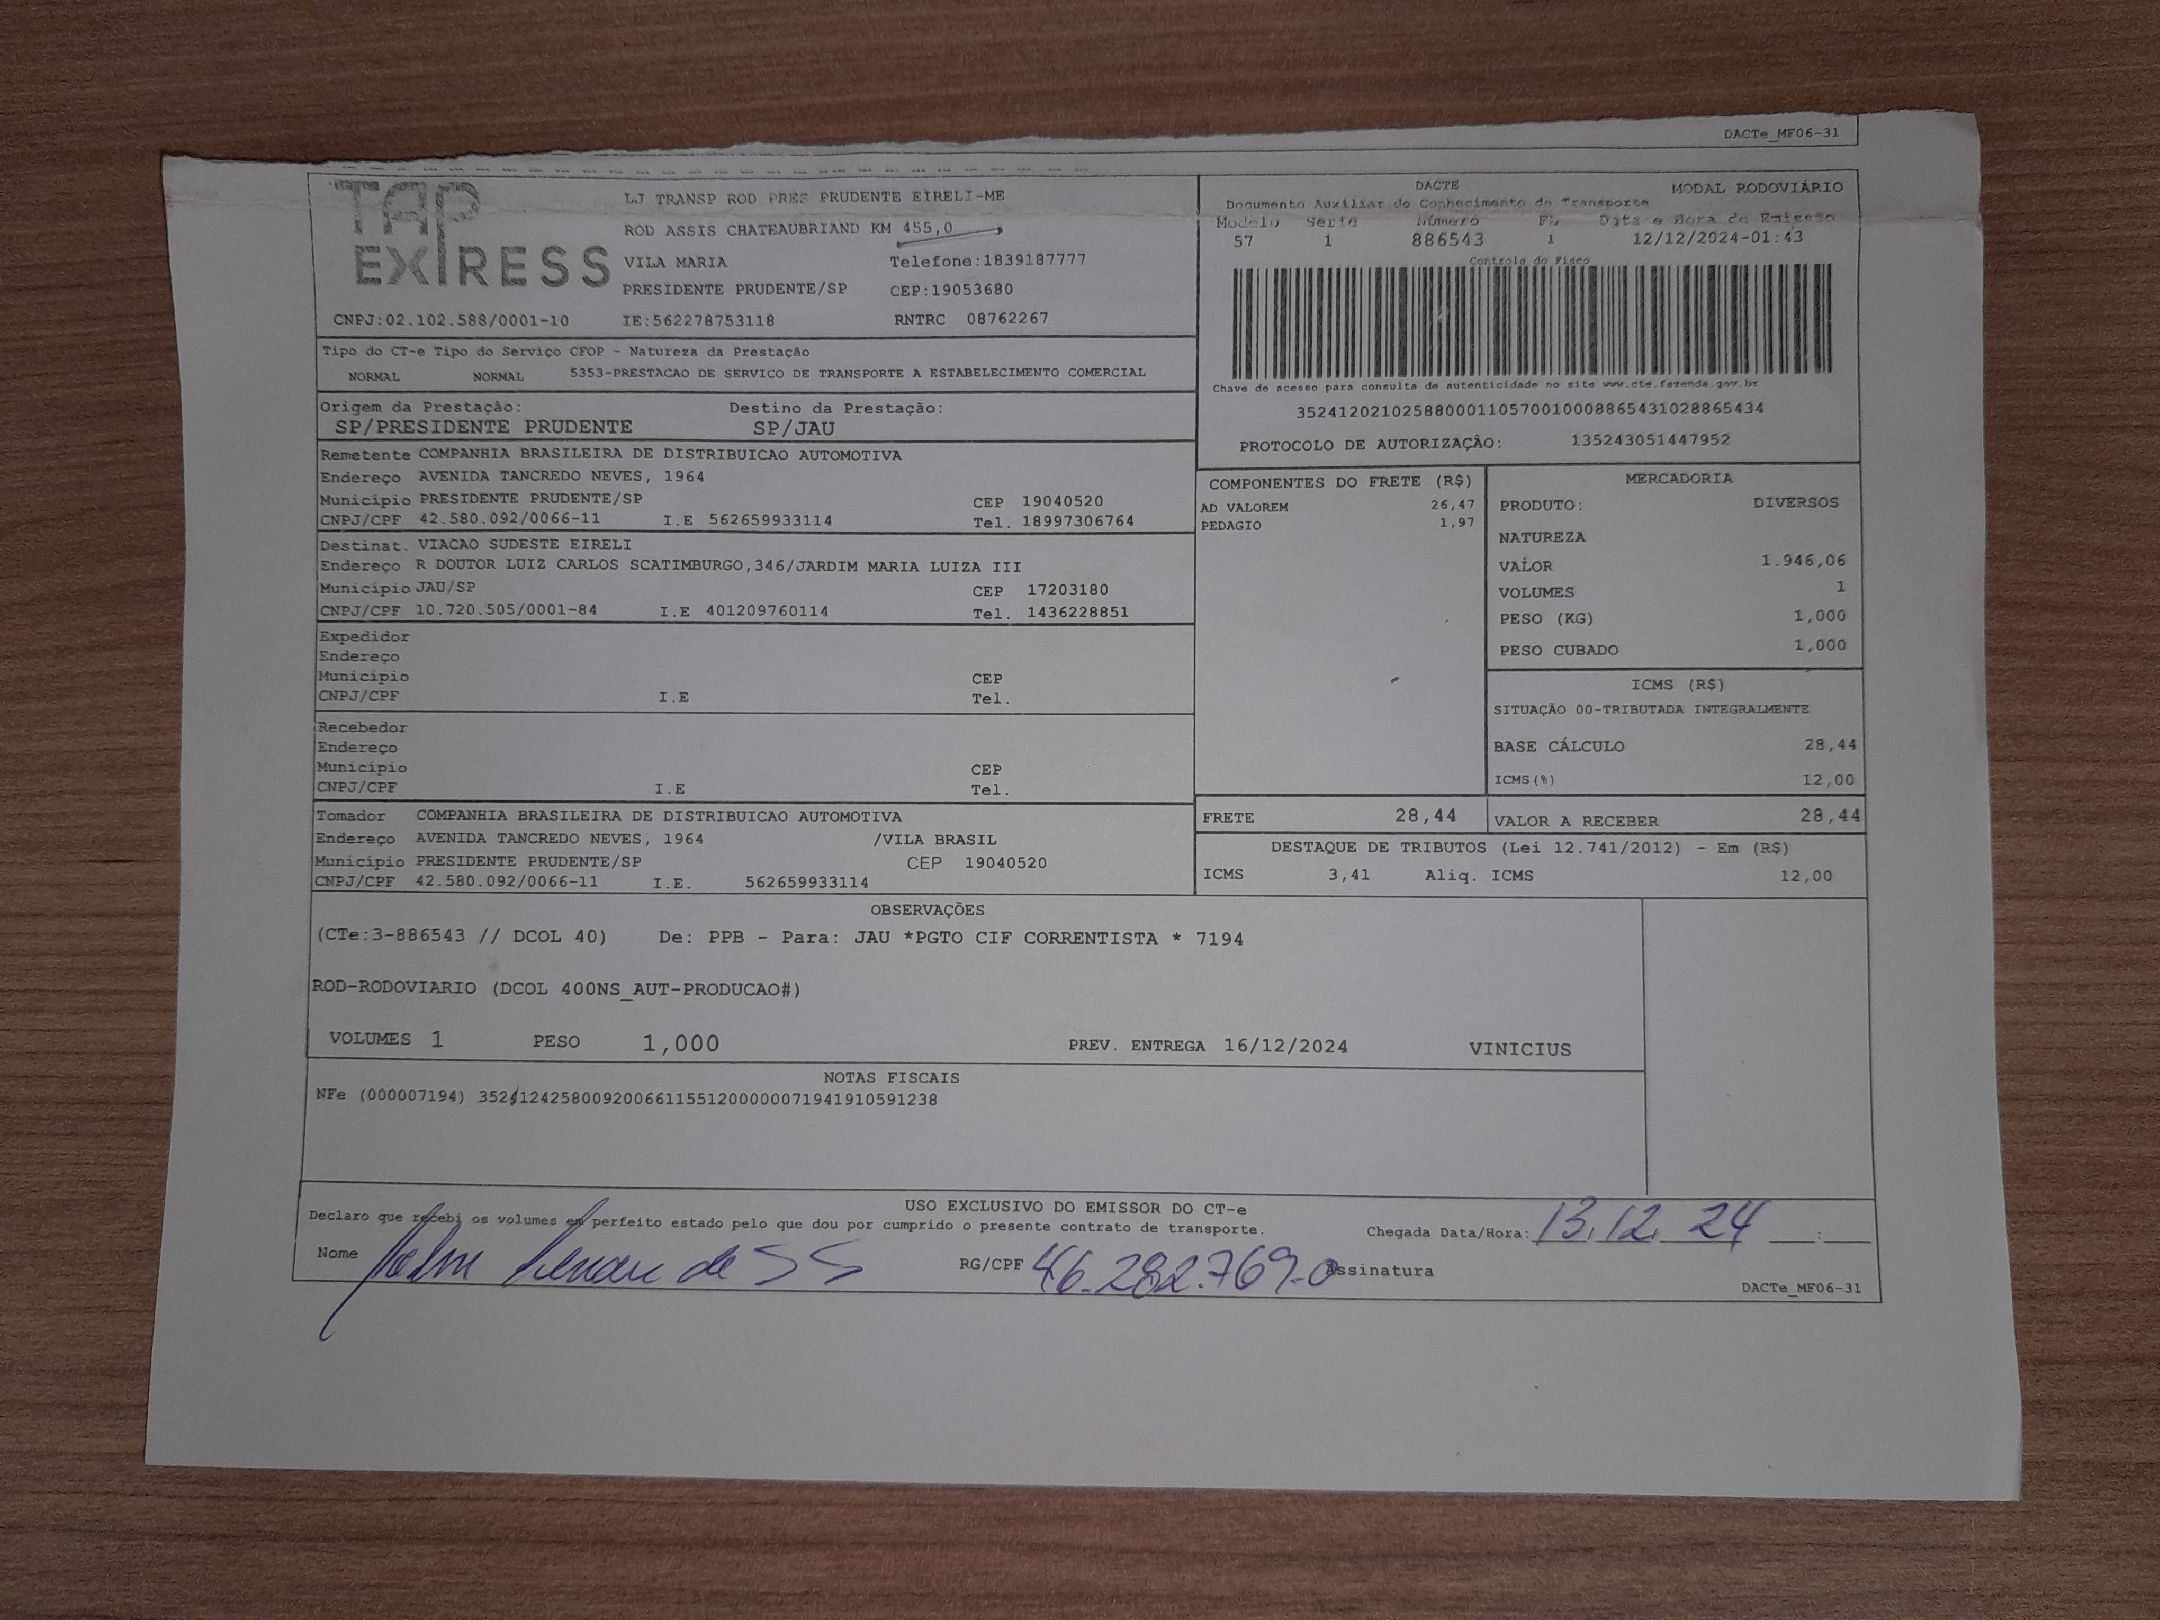 DACTe_MF06-31
TAP EXPRESS
LJ TRANSP ROD PRES PRUDENTE EIRELI-ME
ROD ASSIS CHATEAUBRIAND KM 455,0
VILA MARIA Telefone:1839187777
PRESIDENTE PRUDENTE/SP CEP:19053680
CNPJ:02.102.588/0001-10 IE:562278753118 RNTRC 08762267
DACTE MODAL RODOVIÁRIO
Documento Auxiliar do Conhecimento de Transporte
Modelo Serie Número FL Data e Hora de Emissão
57 1 886543 1 12/12/2024-01:43
Controle do Fisco
Chave de acesso para consulta de autenticidade no site www.cte.fazenda.gov.br
35241202102588000110570010008865431028865434
PROTOCOLO DE AUTORIZAÇÃO: 135243051447952
Tipo do CT-e Tipo do Serviço CFOP - Natureza da Prestação
NORMAL NORMAL 5353-PRESTACAO DE SERVICO DE TRANSPORTE A ESTABELECIMENTO COMERCIAL
Origem da Prestação: Destino da Prestação:
SP/PRESIDENTE PRUDENTE SP/JAU
Remetente COMPANHIA BRASILEIRA DE DISTRIBUICAO AUTOMOTIVA
Endereço AVENIDA TANCREDO NEVES, 1964
Município PRESIDENTE PRUDENTE/SP CEP 19040520
CNPJ/CPF 42.580.092/0066-11 I.E 562659933114 Tel. 18997306764
Destinat. VIACAO SUDESTE EIRELI
Endereço R DOUTOR LUIZ CARLOS SCATIMBURGO,346/JARDIM MARIA LUIZA III
Município JAU/SP CEP 17203180
CNPJ/CPF 10.720.505/0001-84 I.E 401209760114 Tel. 1436228851
Expedidor
Endereço
Município CEP
CNPJ/CPF I.E Tel.
Recebedor
Endereço
Município CEP
CNPJ/CPF I.E Tel.
Tomador COMPANHIA BRASILEIRA DE DISTRIBUICAO AUTOMOTIVA
Endereço AVENIDA TANCREDO NEVES, 1964 /VILA BRASIL
Município PRESIDENTE PRUDENTE/SP CEP 19040520
CNPJ/CPF 42.580.092/0066-11 I.E. 562659933114
COMPONENTES DO FRETE (R$)
AD VALOREM 26,47
PEDAGIO 1,97
MERCADORIA
PRODUTO: DIVERSOS
NATUREZA
VALOR 1.946,06
VOLUMES 1
PESO (KG) 1,000
PESO CUBADO 1,000
ICMS (R$)
SITUAÇÃO 00-TRIBUTADA INTEGRALMENTE
BASE CÁLCULO 28,44
ICMS(%) 12,00
FRETE 28,44 VALOR A RECEBER 28,44
DESTAQUE DE TRIBUTOS (Lei 12.741/2012) - Em (R$)
ICMS 3,41 Aliq. ICMS 12,00
OBSERVAÇÕES
(CTe:3-886543 // DCOL 40) De: PPB - Para: JAU *PGTO CIF CORRENTISTA * 7194
ROD-RODOVIARIO (DCOL 400NS_AUT-PRODUCAO#)
VOLUMES 1 PESO 1,000 PREV. ENTREGA 16/12/2024 VINICIUS
NOTAS FISCAIS
NFe (000007194) 35241242580092006611551200000071941910591238
USO EXCLUSIVO DO EMISSOR DO CT-e
Declaro que recebi os volumes em perfeito estado pelo que dou por cumprido o presente contrato de transporte. Chegada Data/Hora: 13.12.24 __:__
Nome RG/CPF 46.282.769-0 Assinatura
DACTe_MF06-31